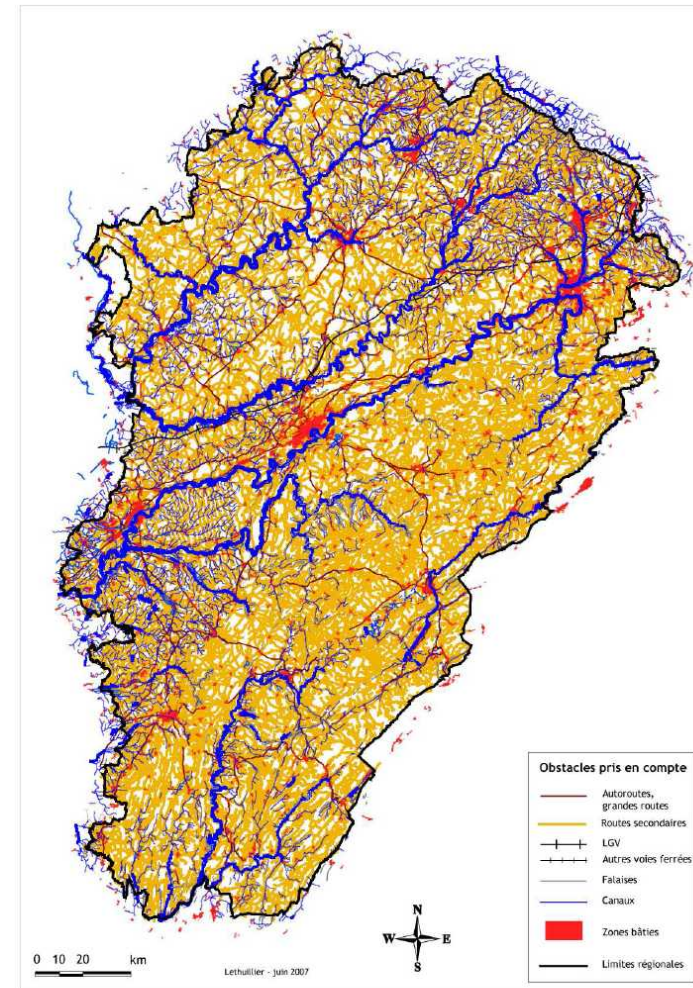 Obstacles pris en compte
Autoroutes,
grandes routes
Routes secondaires
LGV
Autres voies ferrées
Falaises
Canaux
Zones bâties
Limites régionales
N
W E
S
0 10 20 km
Lethuillier - juin 2007